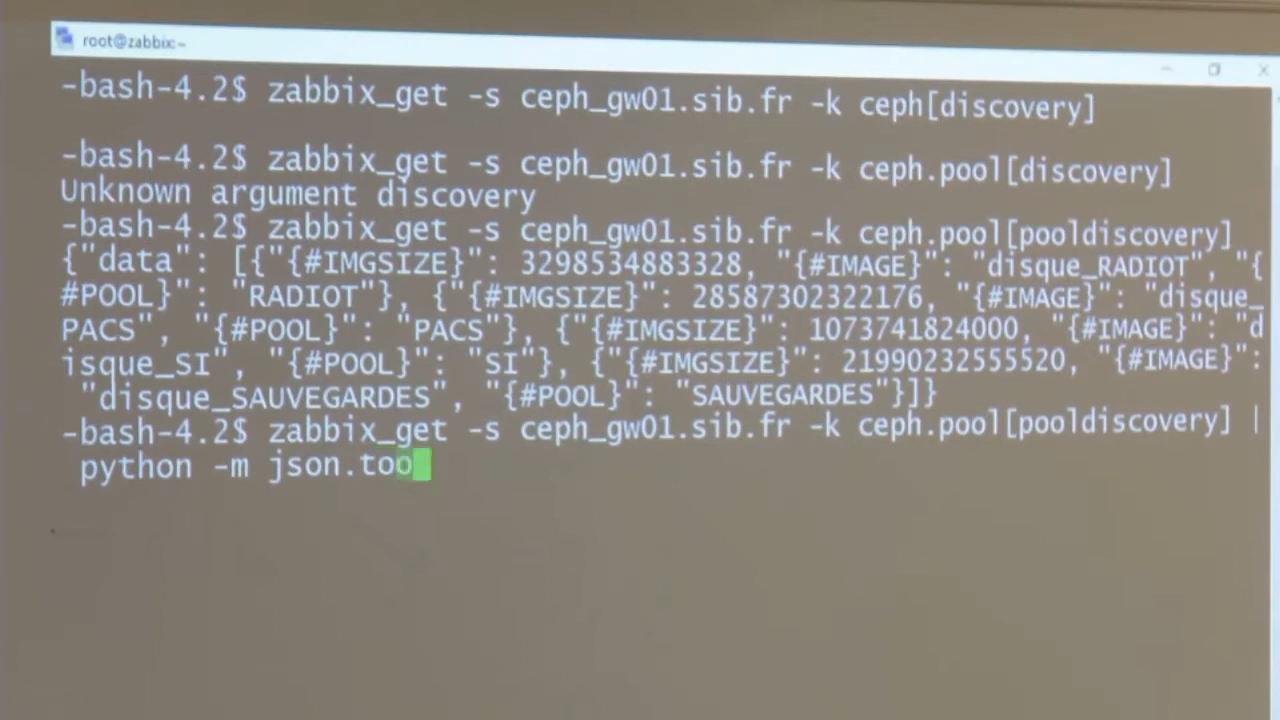 root@zabbix:~
-bash-4.2$ zabbix_get -s ceph_gw01.sib.fr -k ceph[discovery]
-bash-4.2$ zabbix_get -s ceph_gw01.sib.fr -k ceph.pool[discovery]
Unknown argument discovery
-bash-4.2$ zabbix_get -s ceph_gw01.sib.fr -k ceph.pool[pooldiscovery]
{"data": [{"{#IMGSIZE}": 3298534883328, "{#IMAGE}": "disque_RADIOT", "{
#POOL}": "RADIOT"}, {"{#IMGSIZE}": 28587302322176, "{#IMAGE}": "disque_
PACS", "{#POOL}": "PACS"}, {"{#IMGSIZE}": 1073741824000, "{#IMAGE}": "d
isque_SI", "{#POOL}": "SI"}, {"{#IMGSIZE}": 21990232555520, "{#IMAGE}":
"disque_SAUVEGARDES", "{#POOL}": "SAUVEGARDES"}]}
-bash-4.2$ zabbix_get -s ceph_gw01.sib.fr -k ceph.pool[pooldiscovery] |
python -m json.too